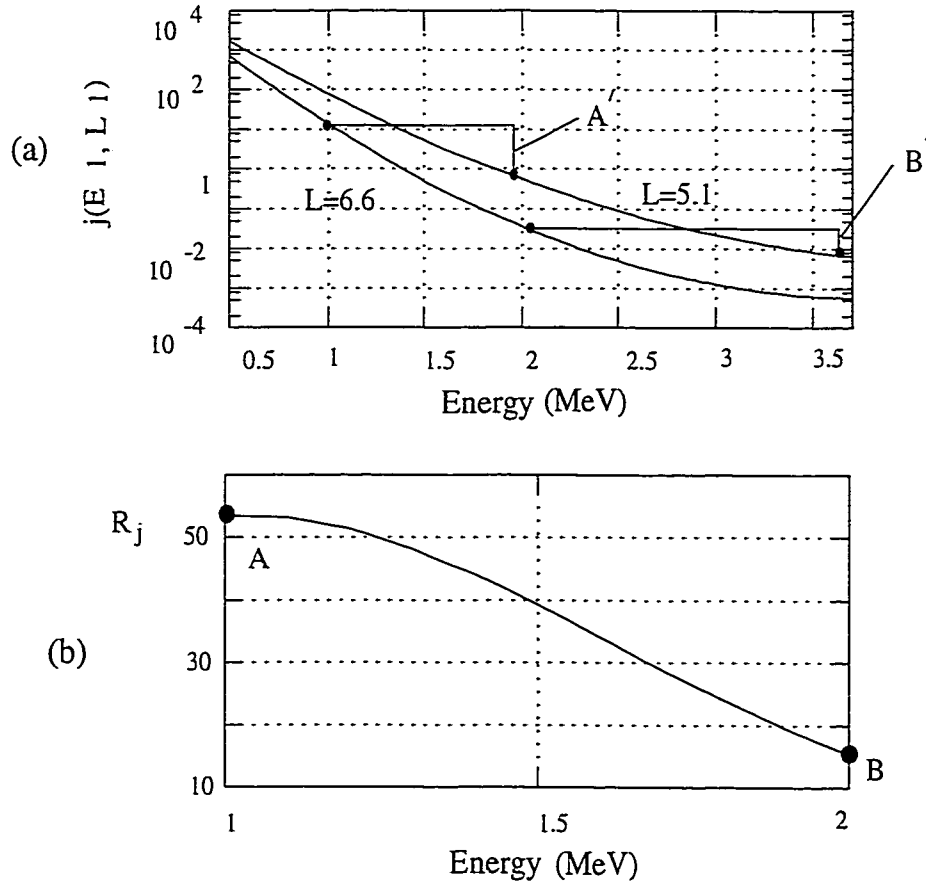 (a)
j(E 1, L 1)
10 4
10 2
1
10 -2
10 -4
A'
B'
L=6.6
L=5.1
0.5 1 1.5 2 2.5 3 3.5
Energy (MeV)
(b)
R j
50
30
10
A
B
1 1.5 2
Energy (MeV)